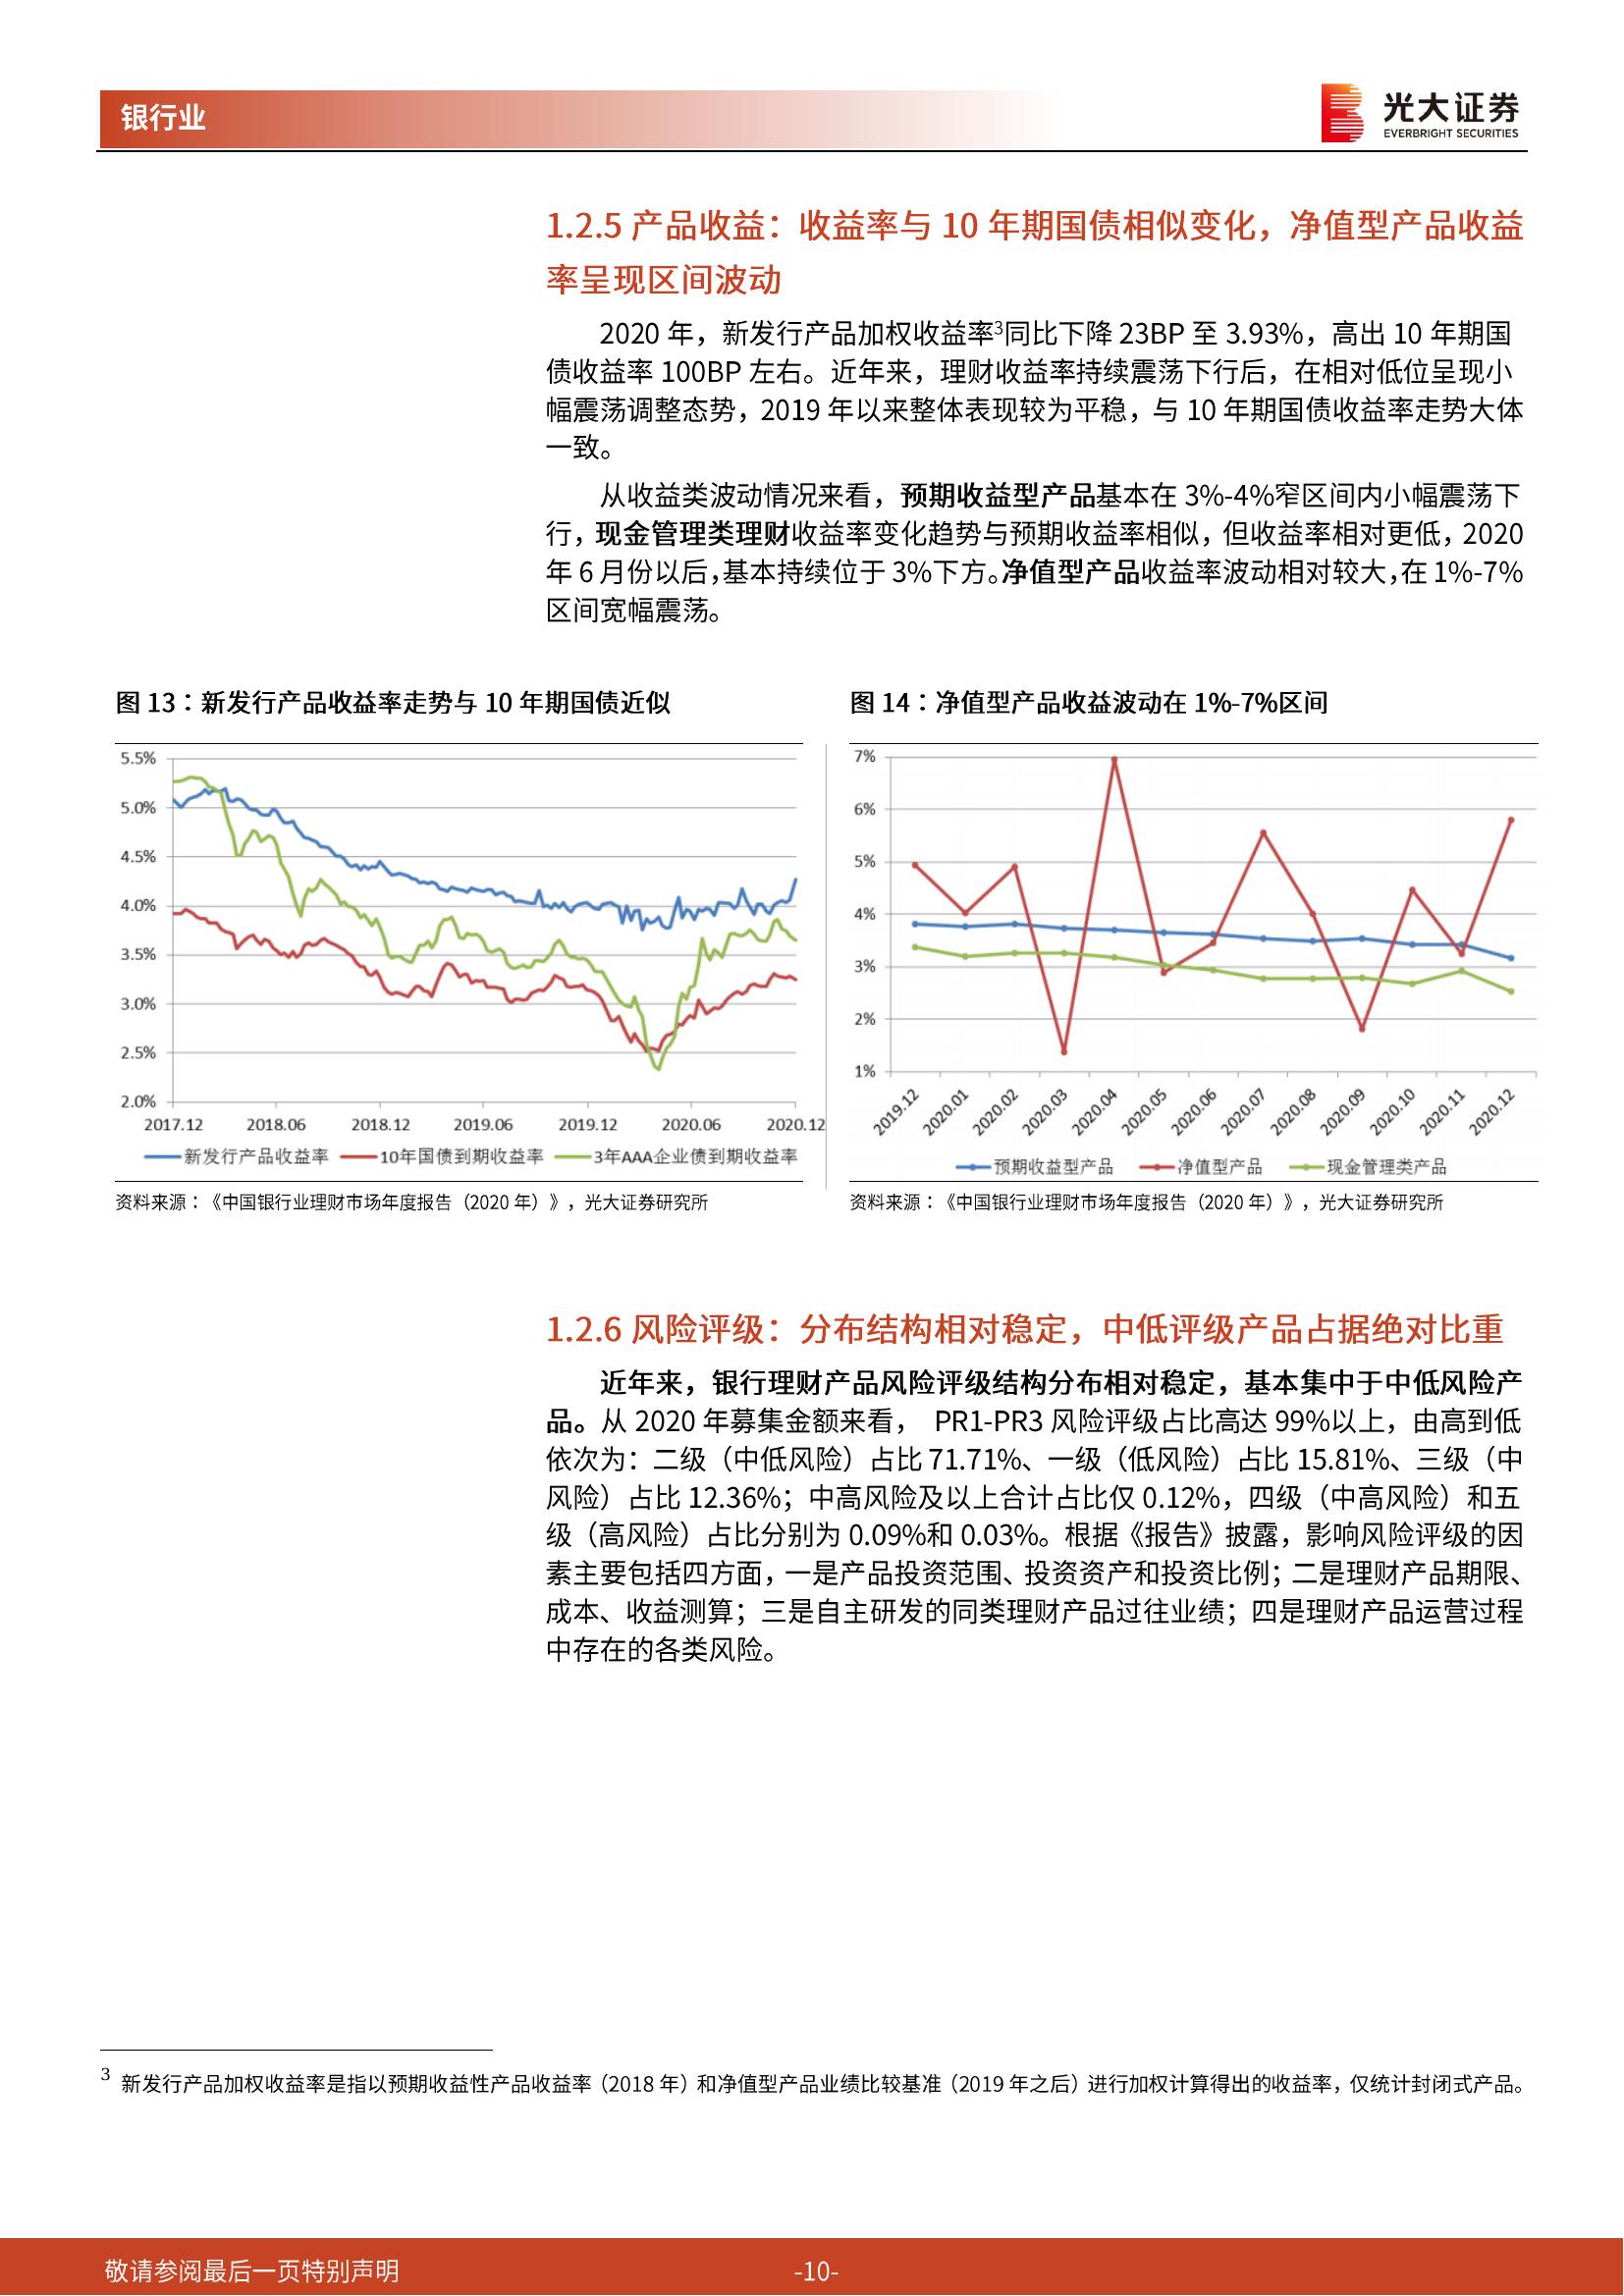 银行业
光大证券
EVERBRIGHT SECURITIES
1.2.5 产品收益：收益率与 10 年期国债相似变化，净值型产品收益
率呈现区间波动
2020 年，新发行产品加权收益率3同比下降 23BP 至 3.93%，高出 10 年期国
债收益率 100BP 左右。近年来，理财收益率持续震荡下行后，在相对低位呈现小
幅震荡调整态势，2019 年以来整体表现较为平稳，与 10 年期国债收益率走势大体
一致。
从收益类波动情况来看，预期收益型产品基本在 3%-4%窄区间内小幅震荡下
行，现金管理类理财收益率变化趋势与预期收益率相似，但收益率相对更低，2020
年 6 月份以后，基本持续位于 3%下方。净值型产品收益率波动相对较大，在 1%-7%
区间宽幅震荡。
图 13：新发行产品收益率走势与 10 年期国债近似
5.5%
5.0%
4.5%
4.0%
3.5%
3.0%
2.5%
2.0%
2017.12 2018.06 2018.12 2019.06 2019.12 2020.06 2020.12
新发行产品收益率 10年国债到期收益率 3年AAA企业债到期收益率
资料来源：《中国银行业理财市场年度报告（2020 年）》，光大证券研究所
图 14：净值型产品收益波动在 1%-7%区间
7%
6%
5%
4%
3%
2%
1%
2019.12 2020.01 2020.02 2020.03 2020.04 2020.05 2020.06 2020.07 2020.08 2020.09 2020.10 2020.11 2020.12
预期收益型产品 净值型产品 现金管理类产品
资料来源：《中国银行业理财市场年度报告（2020 年）》，光大证券研究所
1.2.6 风险评级：分布结构相对稳定，中低评级产品占据绝对比重
近年来，银行理财产品风险评级结构分布相对稳定，基本集中于中低风险产
品。从 2020 年募集金额来看， PR1-PR3 风险评级占比高达 99%以上，由高到低
依次为：二级（中低风险）占比 71.71%、一级（低风险）占比 15.81%、三级（中
风险）占比 12.36%；中高风险及以上合计占比仅 0.12%，四级（中高风险）和五
级（高风险）占比分别为 0.09%和 0.03%。根据《报告》披露，影响风险评级的因
素主要包括四方面，一是产品投资范围、投资资产和投资比例；二是理财产品期限、
成本、收益测算；三是自主研发的同类理财产品过往业绩；四是理财产品运营过程
中存在的各类风险。
3 新发行产品加权收益率是指以预期收益性产品收益率（2018 年）和净值型产品业绩比较基准（2019 年之后）进行加权计算得出的收益率，仅统计封闭式产品。
敬请参阅最后一页特别声明
-10-